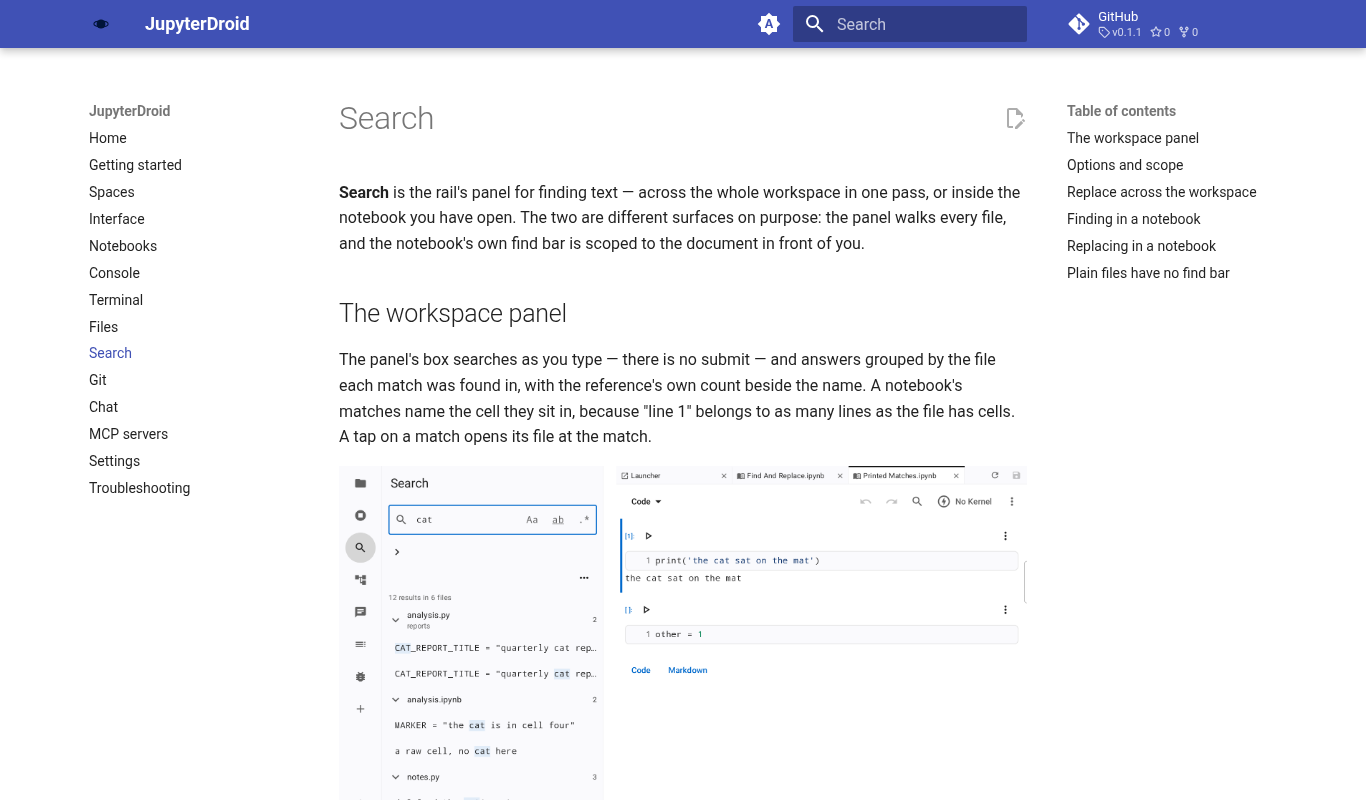 JupyterDroid
Search
GitHub
v0.1.1 0 0
JupyterDroid
Home
Getting started
Spaces
Interface
Notebooks
Console
Terminal
Files
Search
Git
Chat
MCP servers
Settings
Troubleshooting
Search
Search is the rail's panel for finding text — across the whole workspace in one pass, or inside the
notebook you have open. The two are different surfaces on purpose: the panel walks every file,
and the notebook's own find bar is scoped to the document in front of you.
The workspace panel
The panel's box searches as you type — there is no submit — and answers grouped by the file
each match was found in, with the reference's own count beside the name. A notebook's
matches name the cell they sit in, because "line 1" belongs to as many lines as the file has cells.
A tap on a match opens its file at the match.
Search
cat Aa ab .*
12 results in 6 files
analysis.py 2
reports
CAT_REPORT_TITLE = "quarterly cat rep…
CAT_REPORT_TITLE = "quarterly cat rep…
analysis.ipynb 2
MARKER = "the cat is in cell four"
a raw cell, no cat here
notes.py 3
Launcher × Find And Replace.ipynb × Printed Matches.ipynb ×
Code No Kernel
[1]:
1 print('the cat sat on the mat')
the cat sat on the mat
[ ]:
1 other = 1
Code Markdown
Table of contents
The workspace panel
Options and scope
Replace across the workspace
Finding in a notebook
Replacing in a notebook
Plain files have no find bar